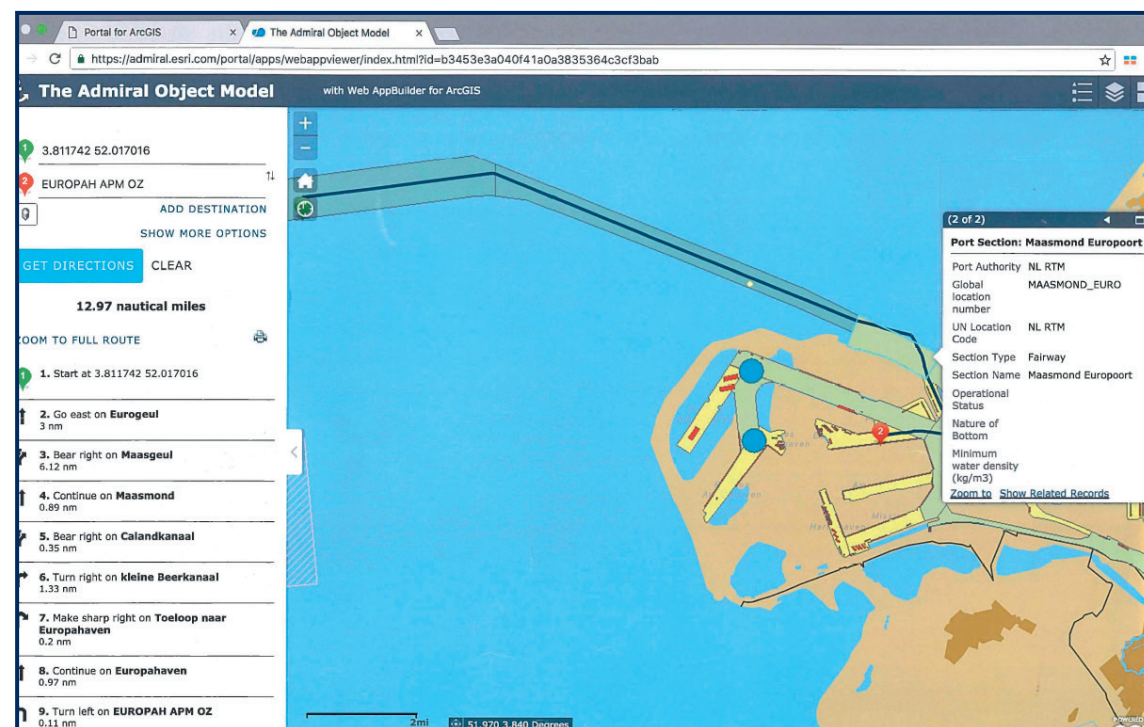 Portal for ArcGIS
The Admiral Object Model
https://admiral.esri.com/portal/apps/webappviewer/index.html?id=b3453e3a040f41a0a3835364c3cf3bab
The Admiral Object Model
with Web AppBuilder for ArcGIS
1
3.811742 52.017016
2
EUROPAH APM OZ
ADD DESTINATION
SHOW MORE OPTIONS
GET DIRECTIONS
CLEAR
12.97 nautical miles
ZOOM TO FULL ROUTE
1
1. Start at 3.811742 52.017016
2. Go east on Eurogeul
3 nm
3. Bear right on Maasgeul
6.12 nm
4. Continue on Maasmond
0.89 nm
5. Bear right on Calandkanaal
0.35 nm
6. Turn right on kleine Beerkanaal
1.33 nm
7. Make sharp right on Toeloop naar
Europahaven
0.2 nm
8. Continue on Europahaven
0.97 nm
9. Turn left on EUROPAH APM OZ
0.11 nm
+
−
2
(2 of 2)
Port Section: Maasmond Europoort
Port Authority NL RTM
Global
location
number
MAASMOND_EURO
UN Location
Code
NL RTM
Section Type Fairway
Section Name Maasmond Europoort
Operational
Status
Nature of
Bottom
Minimum
water density
(kg/m3)
Zoom to Show Related Records
2mi
51.970 3.840 Degrees